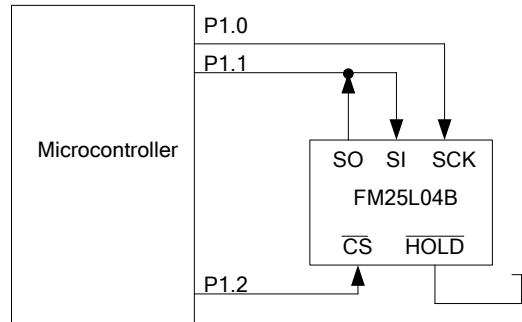 P1.0
P1.1
Microcontroller
SO SI SCK
FM25L04B
CS HOLD
P1.2